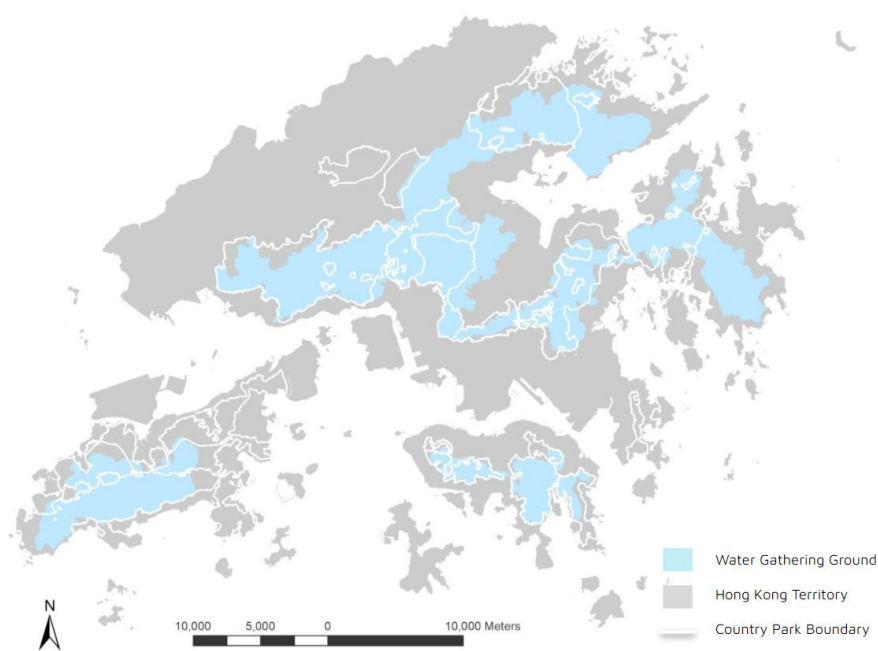 Water Gathering Ground
Hong Kong Territory
Country Park Boundary
N
10,000 5,000 0 10,000 Meters